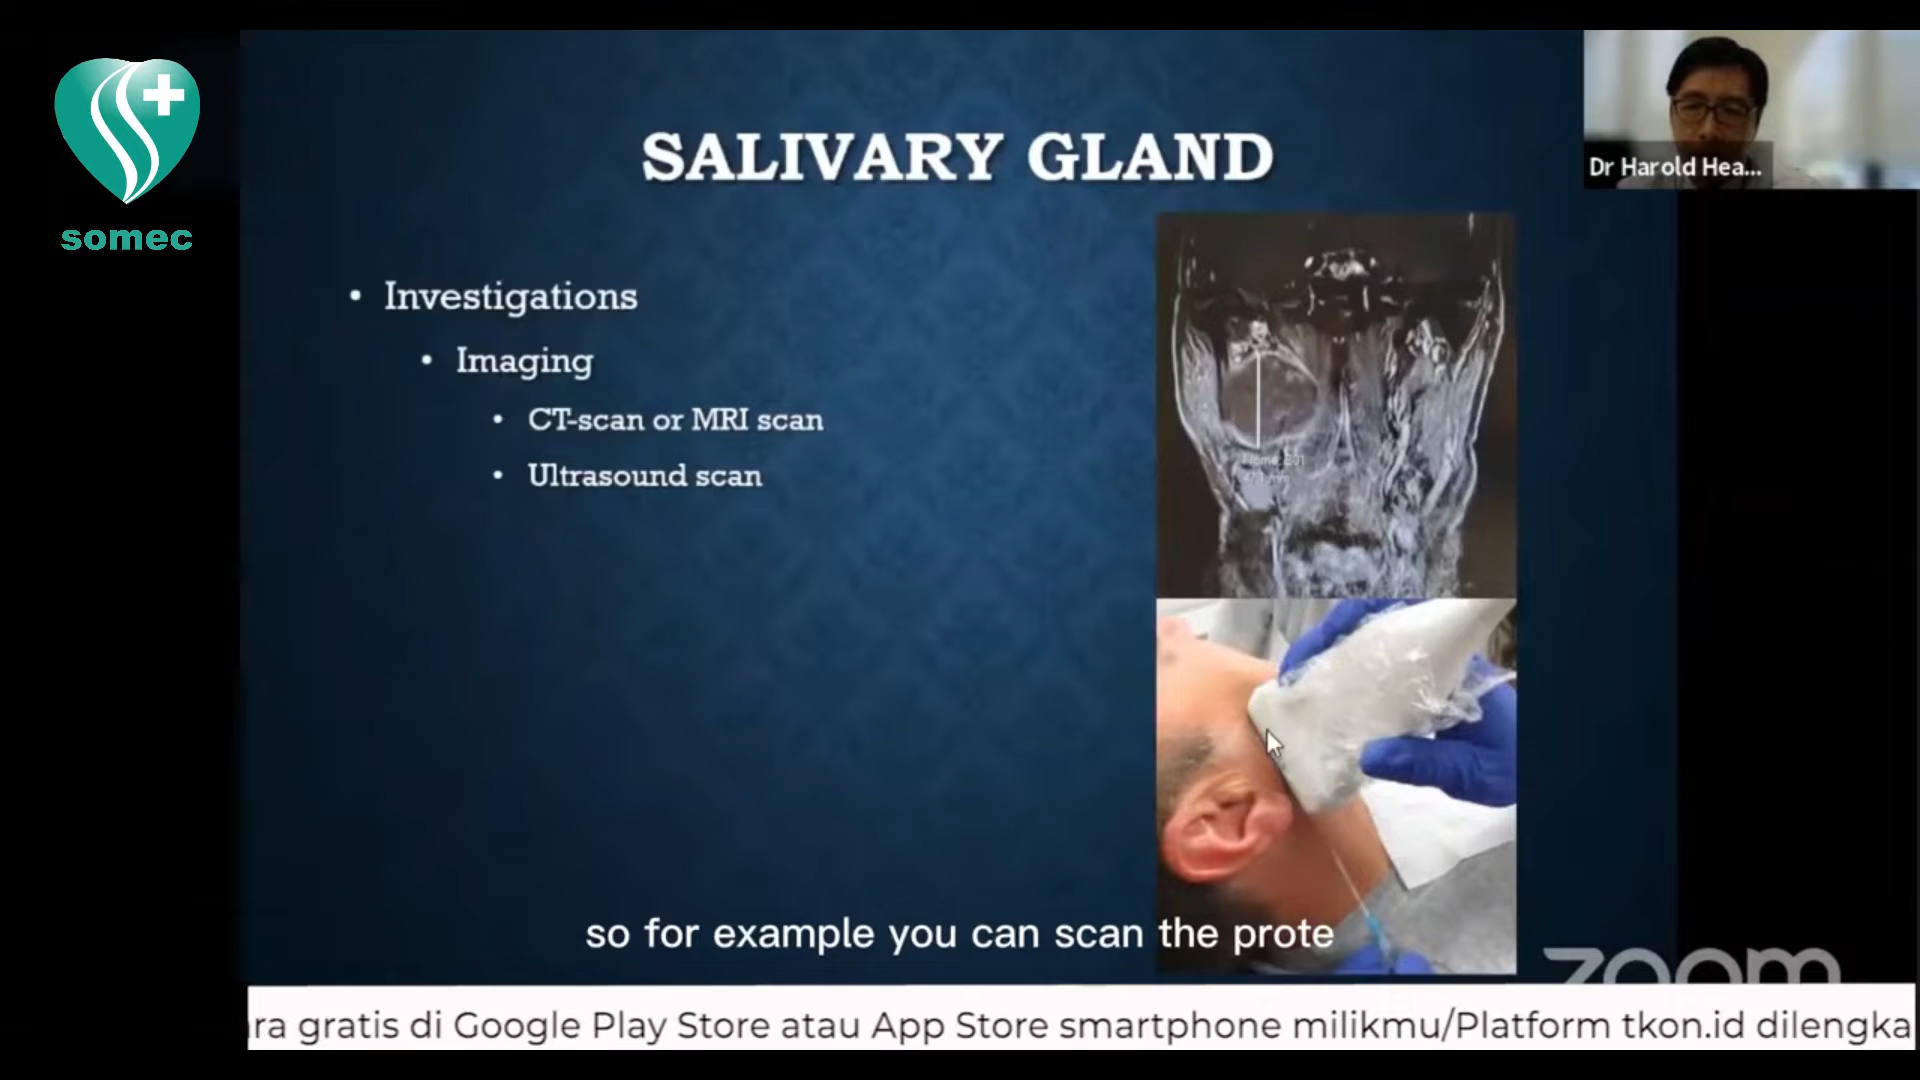 somec
SALIVARY GLAND
Dr Harold Hea...
• Investigations
• Imaging
• CT-scan or MRI scan
• Ultrasound scan
so for example you can scan the prote
zoom
ra gratis di Google Play Store atau App Store smartphone milikmu/Platform tkon.id dilengka